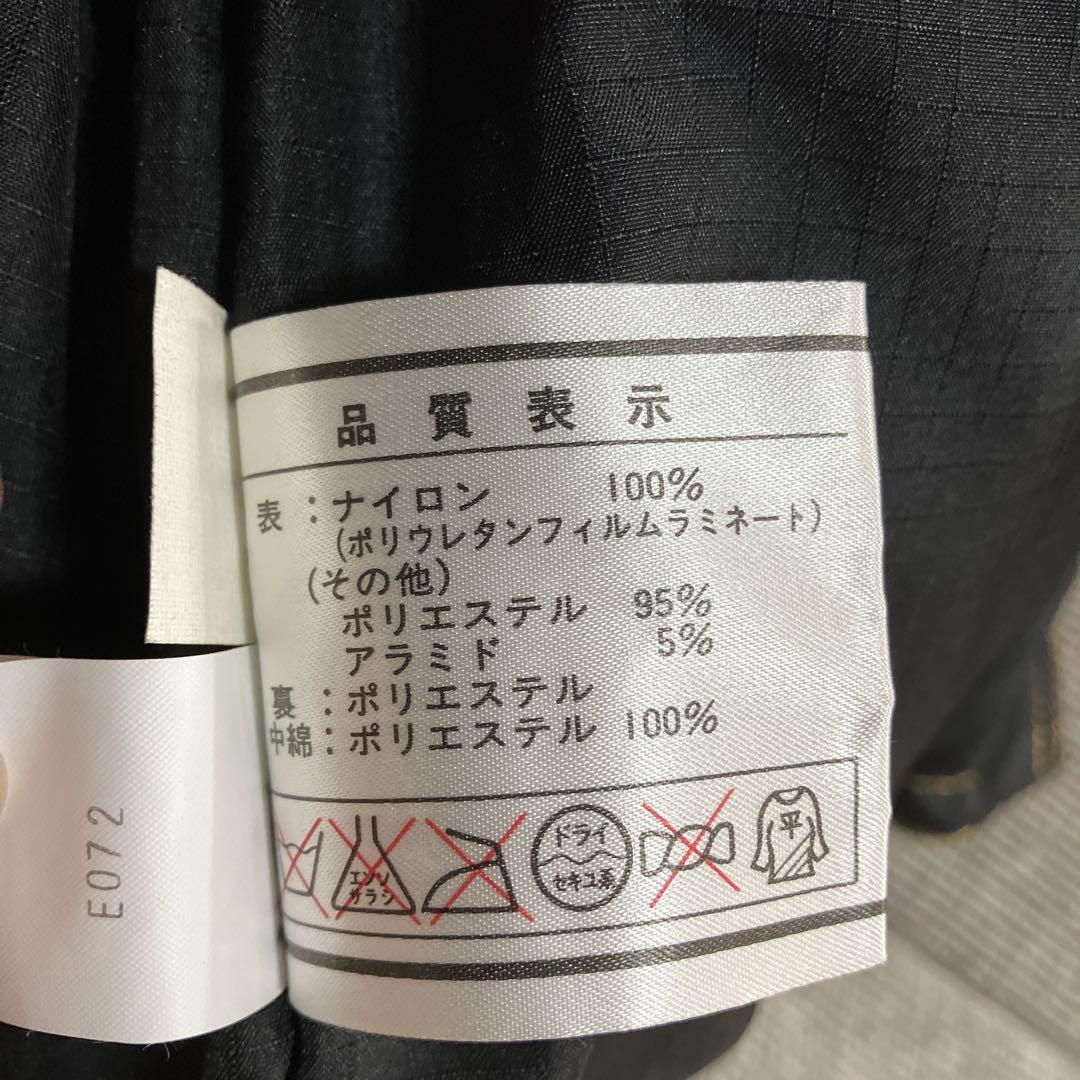 品質表示
表：ナイロン 100%
(ポリウレタンフィルムラミネート)
(その他)
ポリエステル 95%
アラミド 5%
裏：ポリエステル
中綿：ポリエステル 100%
エンソ
サラシ
ドライ
セキユ系
平
E072